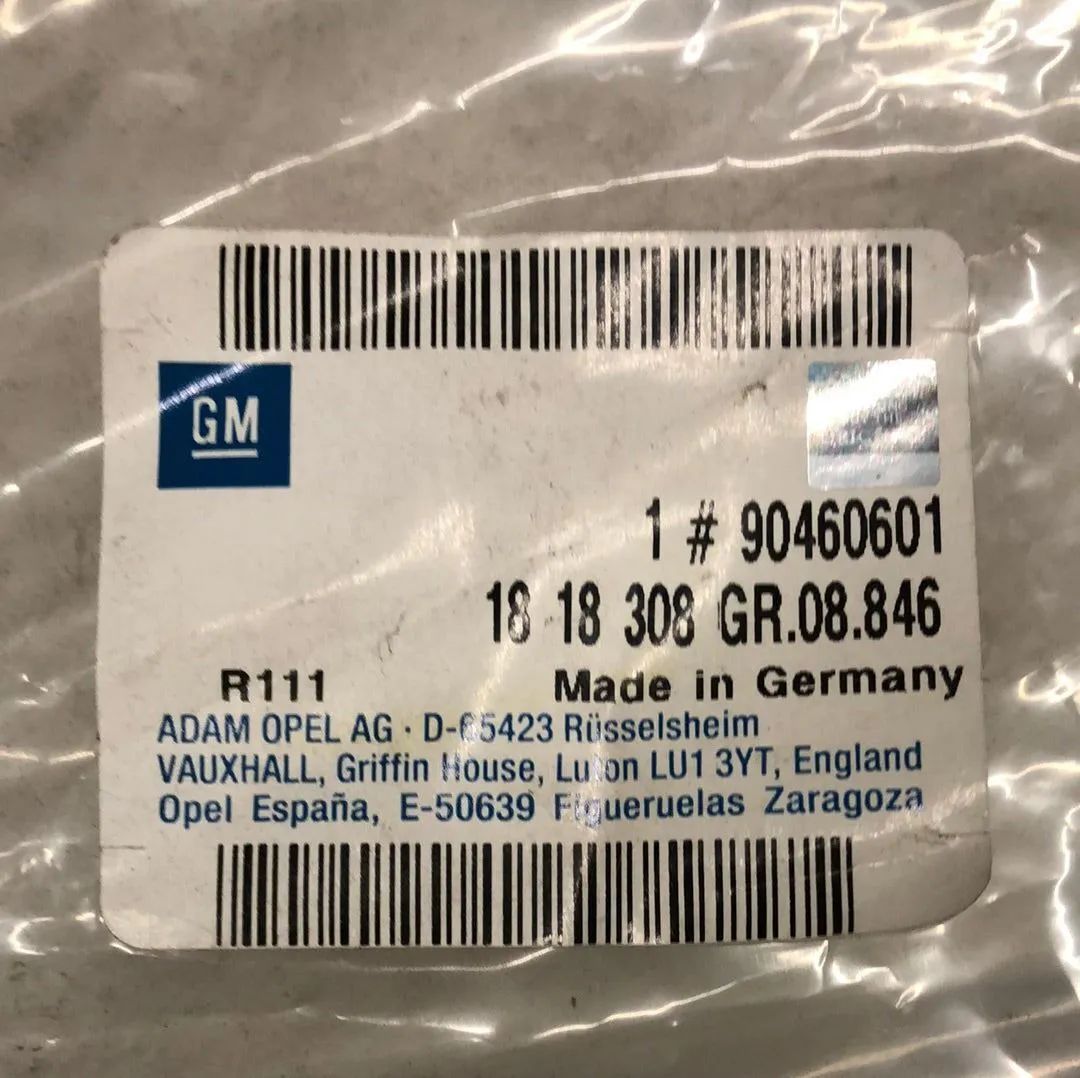 GM
1 # 90460601
18 18 308 GR.08.846
R111 Made in Germany
ADAM OPEL AG · D-65423 Rüsselsheim
VAUXHALL, Griffin House, Luton LU1 3YT, England
Opel España, E-50639 Figueruelas Zaragoza